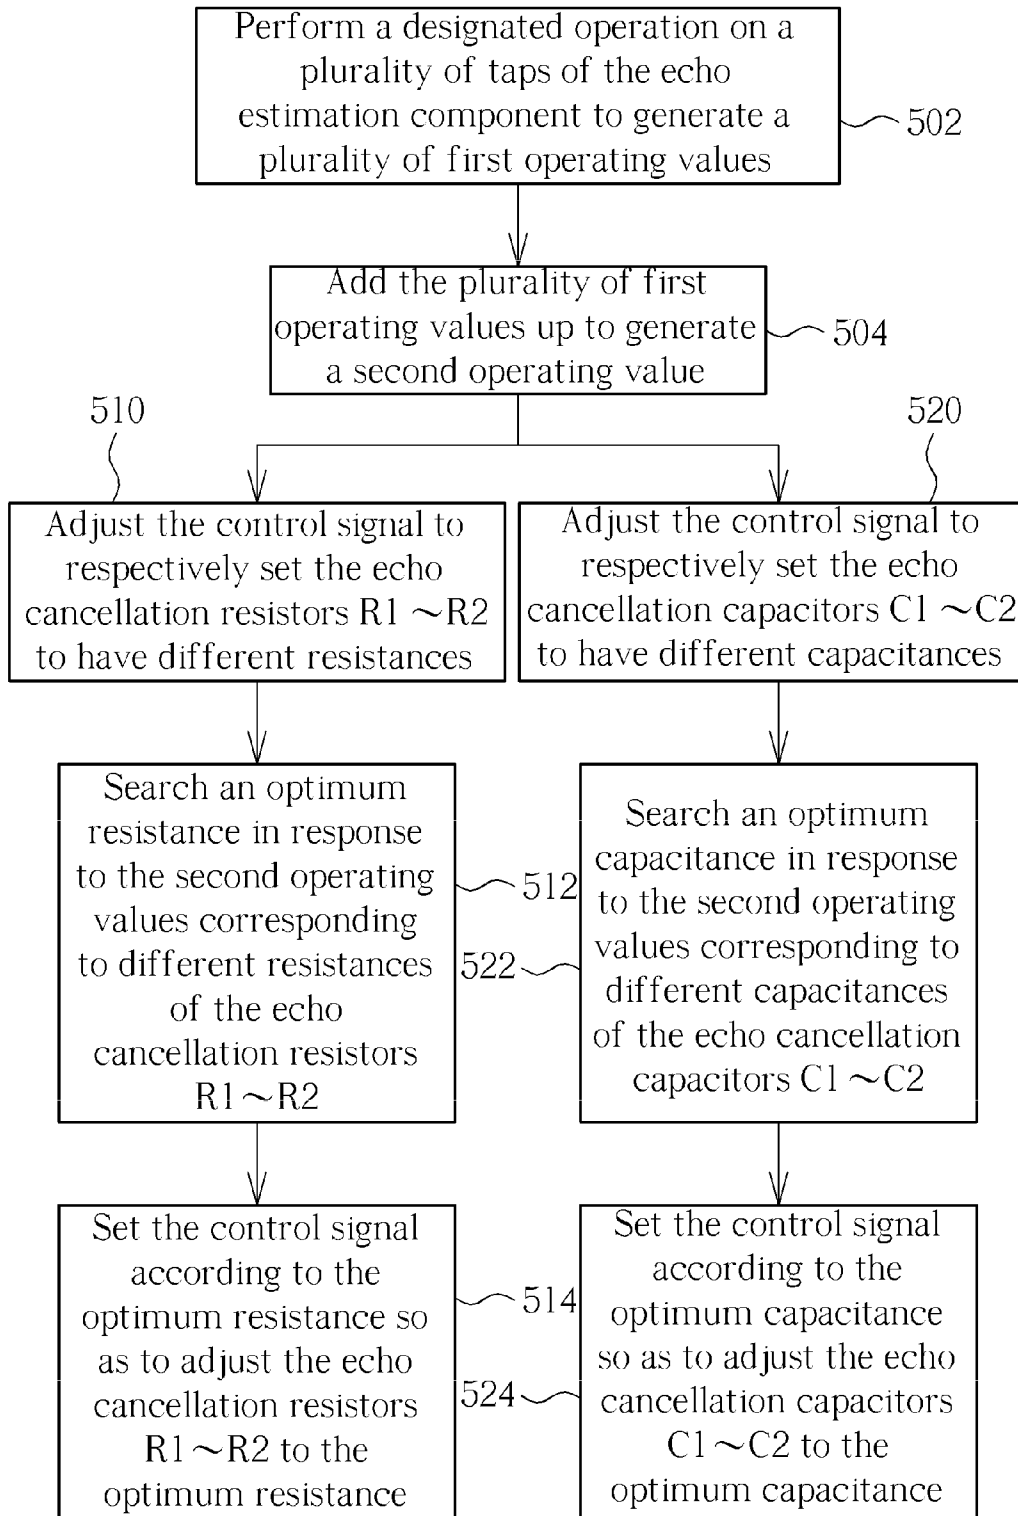 Perform a designated operation on a
plurality of taps of the echo
estimation component to generate a
plurality of first operating values
502
Add the plurality of first
operating values up to generate
a second operating value
504
510
Adjust the control signal to
respectively set the echo
cancellation resistors R1～R2
to have different resistances
520
Adjust the control signal to
respectively set the echo
cancellation capacitors C1～C2
to have different capacitances
Search an optimum
resistance in response
to the second operating
values corresponding
to different resistances
of the echo
cancellation resistors
R1～R2
512
Search an optimum
capacitance in response
to the second operating
values corresponding to
different capacitances
of the echo cancellation
capacitors C1～C2
522
Set the control signal
according to the
optimum resistance so
as to adjust the echo
cancellation resistors
R1～R2 to the
optimum resistance
514
Set the control signal
according to the
optimum capacitance
so as to adjust the echo
cancellation capacitors
C1～C2 to the
optimum capacitance
524